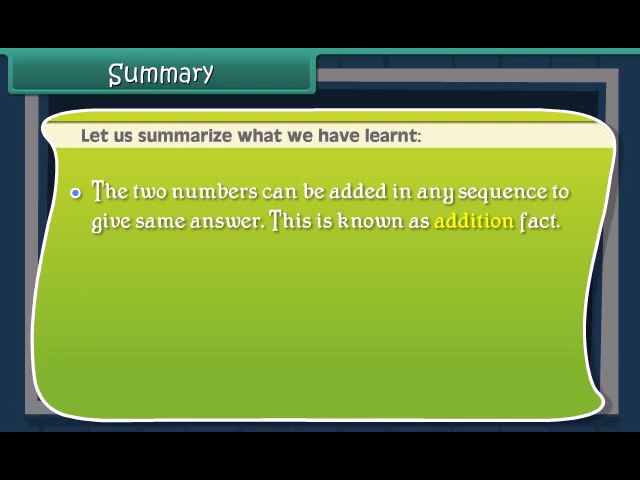 Summary
Let us summarize what we have learnt:
The two numbers can be added in any sequence to
give same answer. This is known as addition fact.